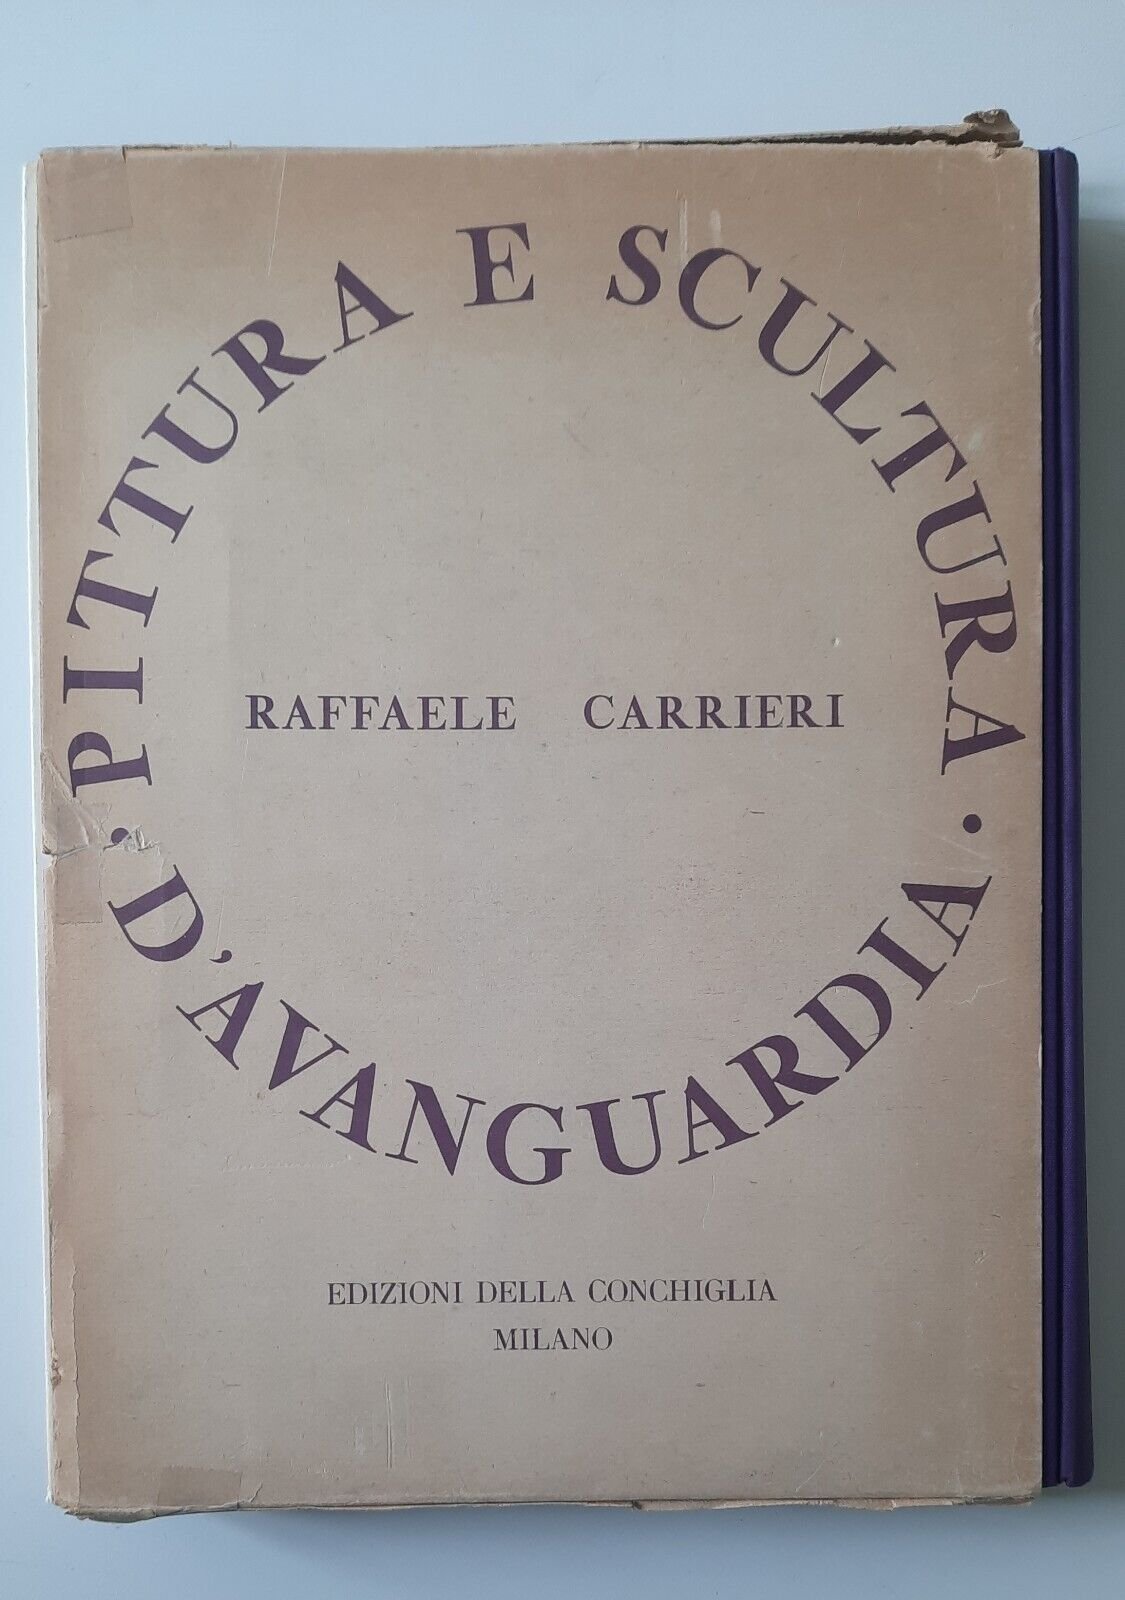 PITTURA E SCULTURA
· D'AVANGUARDIA ·
RAFFAELE CARRIERI
EDIZIONI DELLA CONCHIGLIA
MILANO